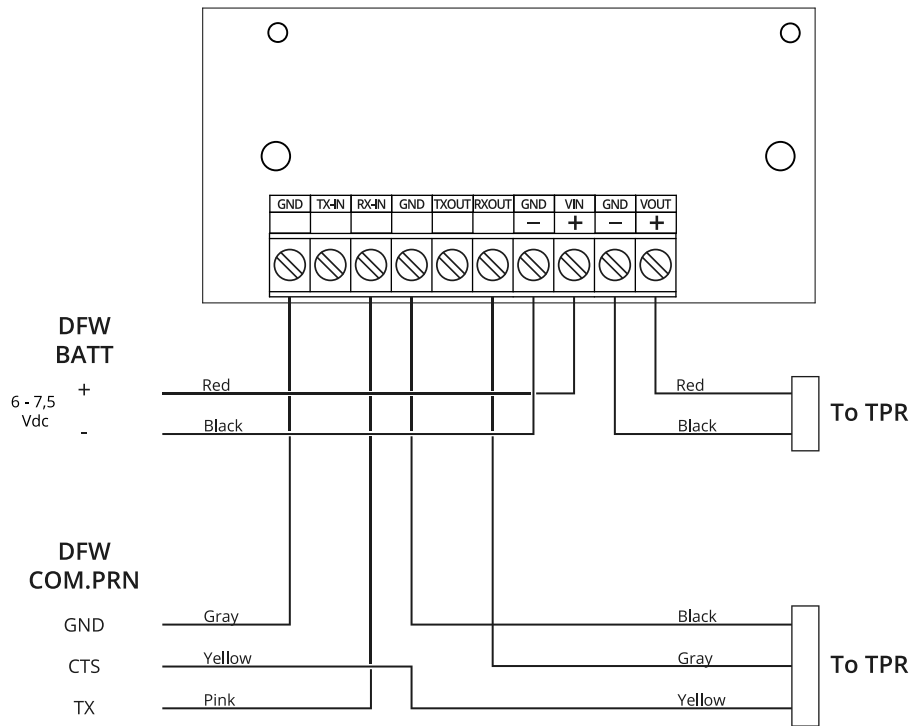 GND TX-IN RX-IN GND TXOUT RXOUT GND VIN GND VOUT
− + − +
DFW
BATT
+
6 - 7,5
Vdc
-
Red
Black
Red
Black
To TPR
DFW
COM.PRN
GND
CTS
TX
Gray
Yellow
Pink
Black
Gray
Yellow
To TPR